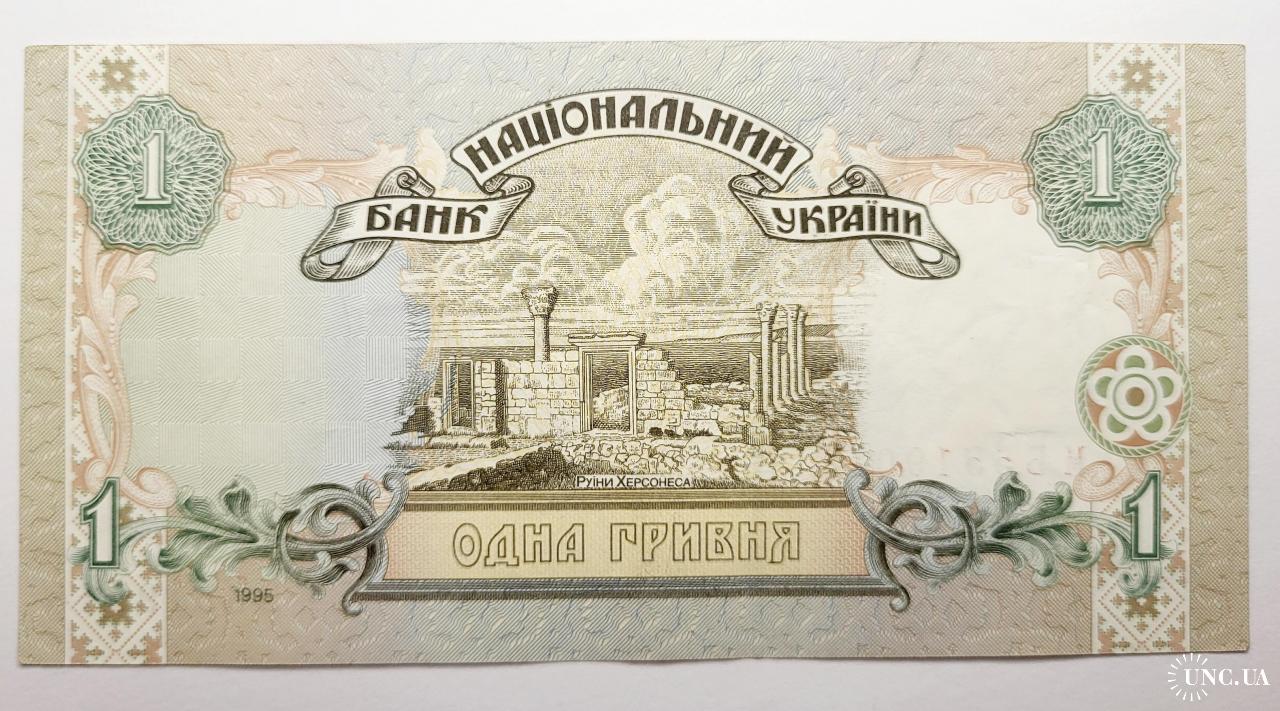 1
НАЦІОНАЛЬНИЙ
1
БАНК
УКРАЇНИ
Руїни Херсонеса
1
ОДНА ГРИВНЯ
1
1995
UNC.UA